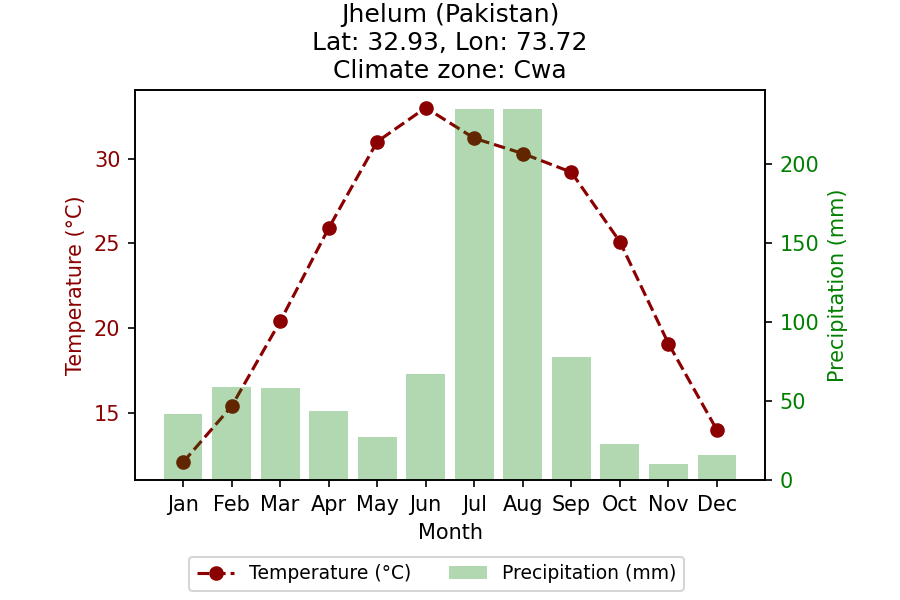 Jhelum (Pakistan)
Lat: 32.93, Lon: 73.72
Climate zone: Cwa
30
25
20
15
Temperature (°C)
200
150
100
50
0
Precipitation (mm)
Jan Feb Mar Apr May Jun Jul Aug Sep Oct Nov Dec
Month
Temperature (°C) Precipitation (mm)